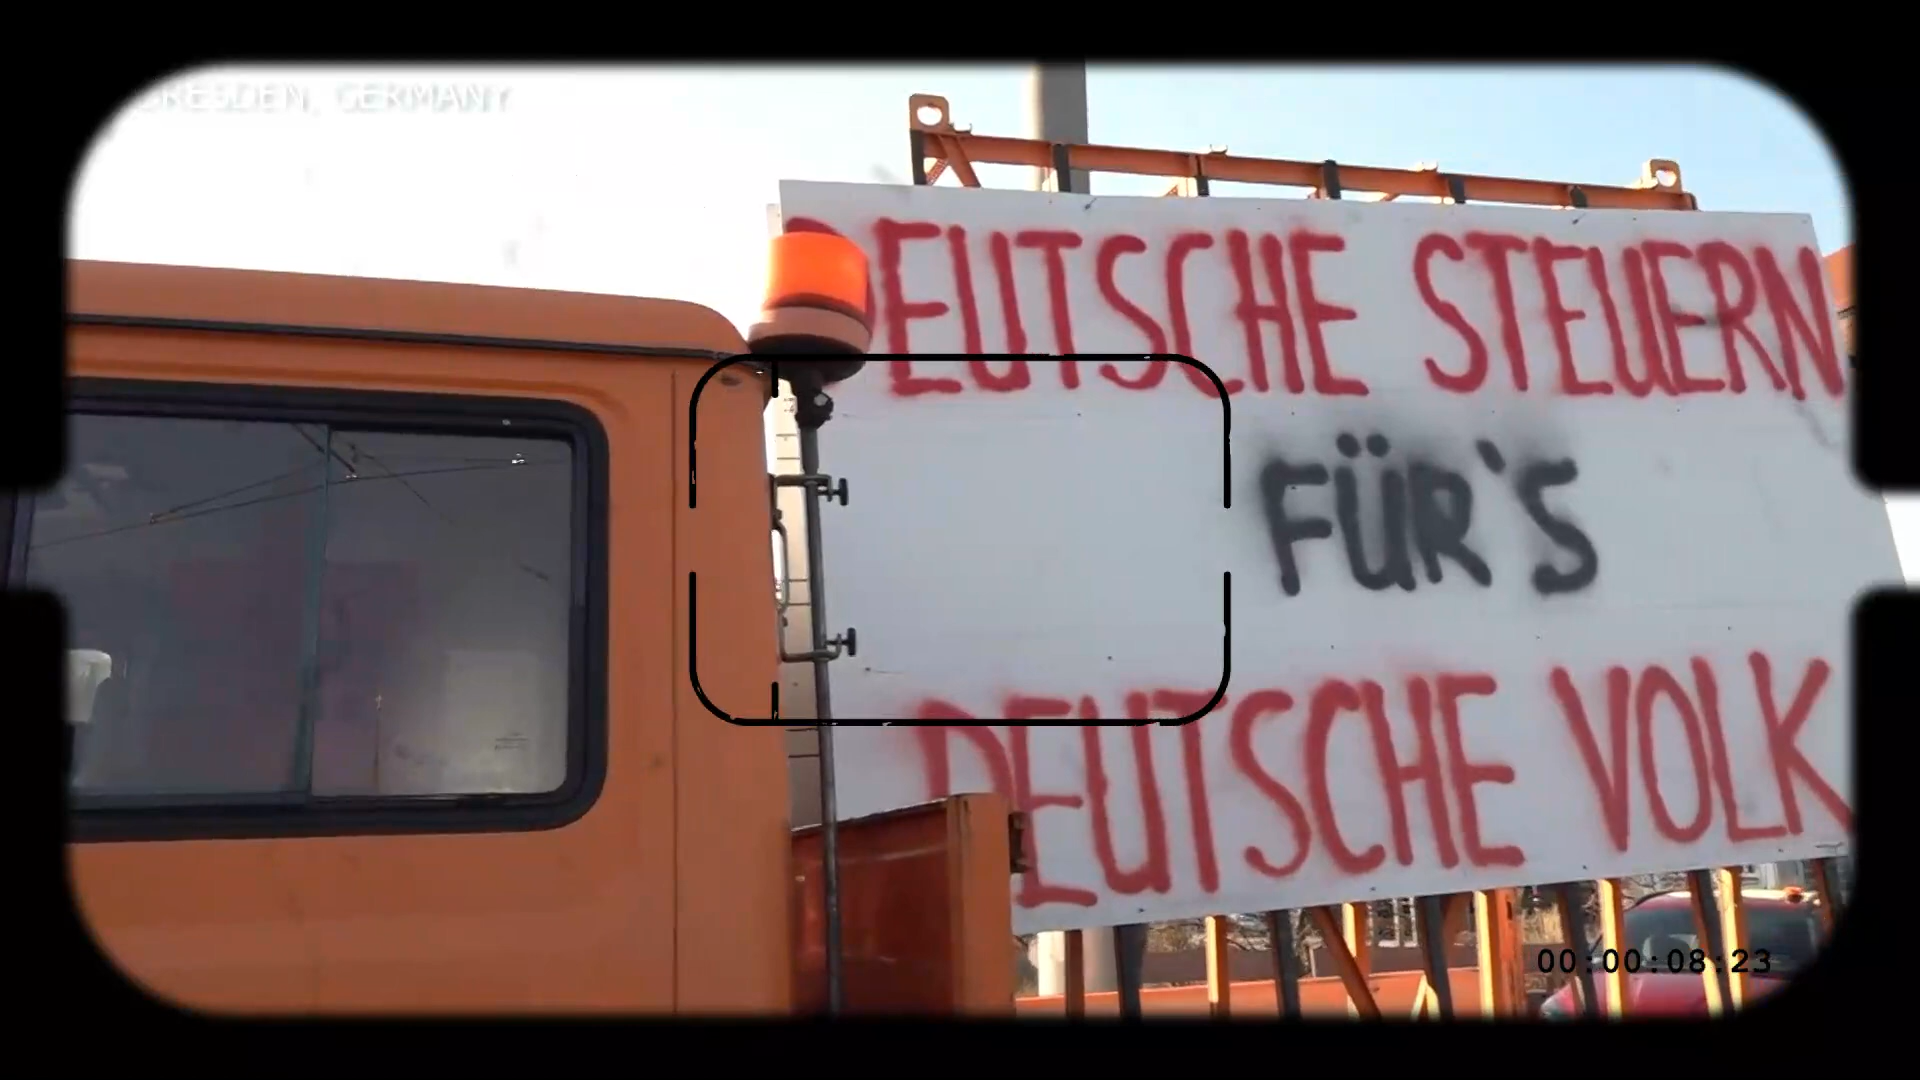 DRESDEN, GERMANY
DEUTSCHE STEUERN
FÜR'S
DEUTSCHE VOLK
00:00:08:23